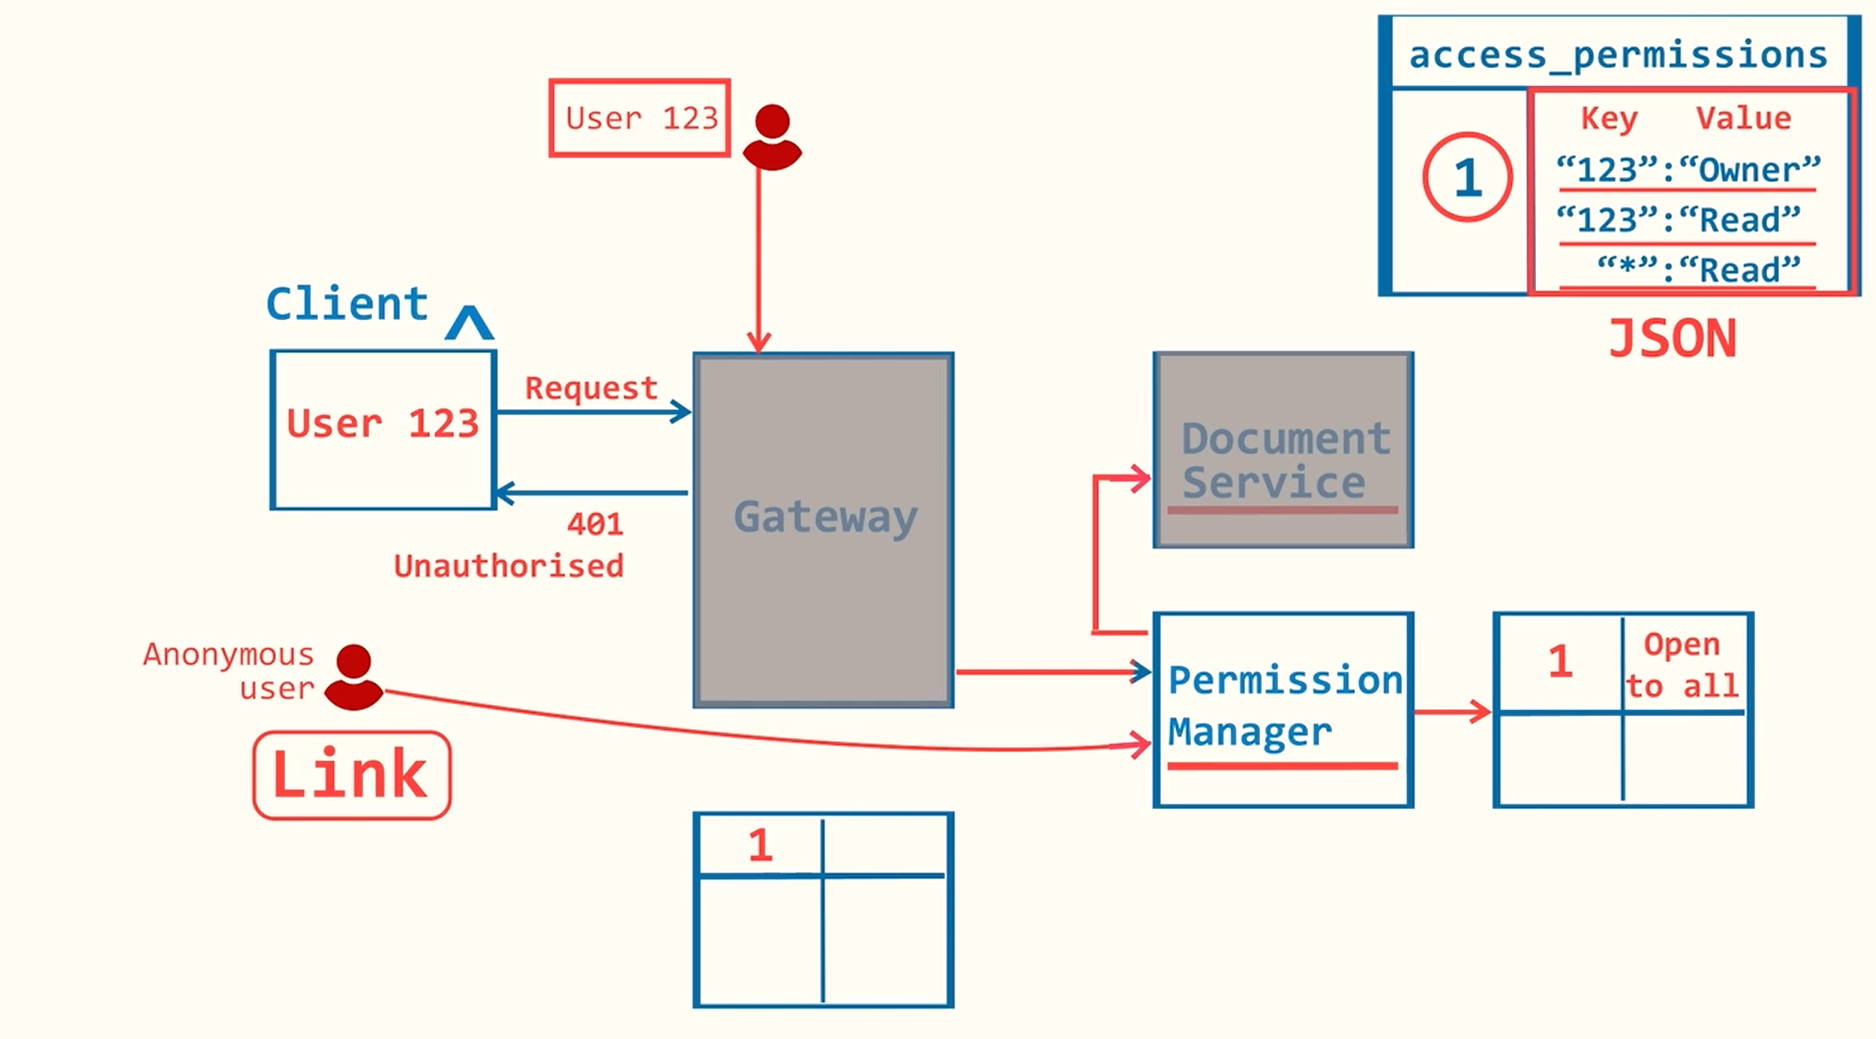 access_permissions
User 123
Key Value
1
“123”:“Owner”
“123”:“Read”
“*”:“Read”
JSON
Client
Request
User 123
401
Unauthorised
Gateway
Document
Service
Anonymous
user
Link
Permission
Manager
1
Open
to all
1